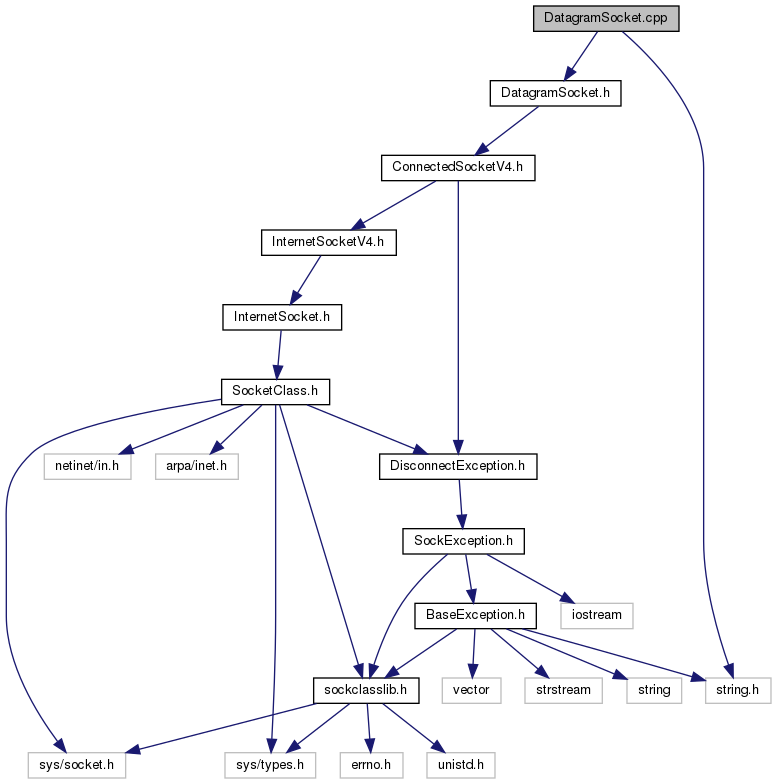 DatagramSocket.cpp
DatagramSocket.h
ConnectedSocketV4.h
InternetSocketV4.h
InternetSocket.h
SocketClass.h
netinet/in.h
arpa/inet.h
DisconnectException.h
SockException.h
BaseException.h
iostream
sockclasslib.h
vector
strstream
string
string.h
sys/socket.h
sys/types.h
errno.h
unistd.h